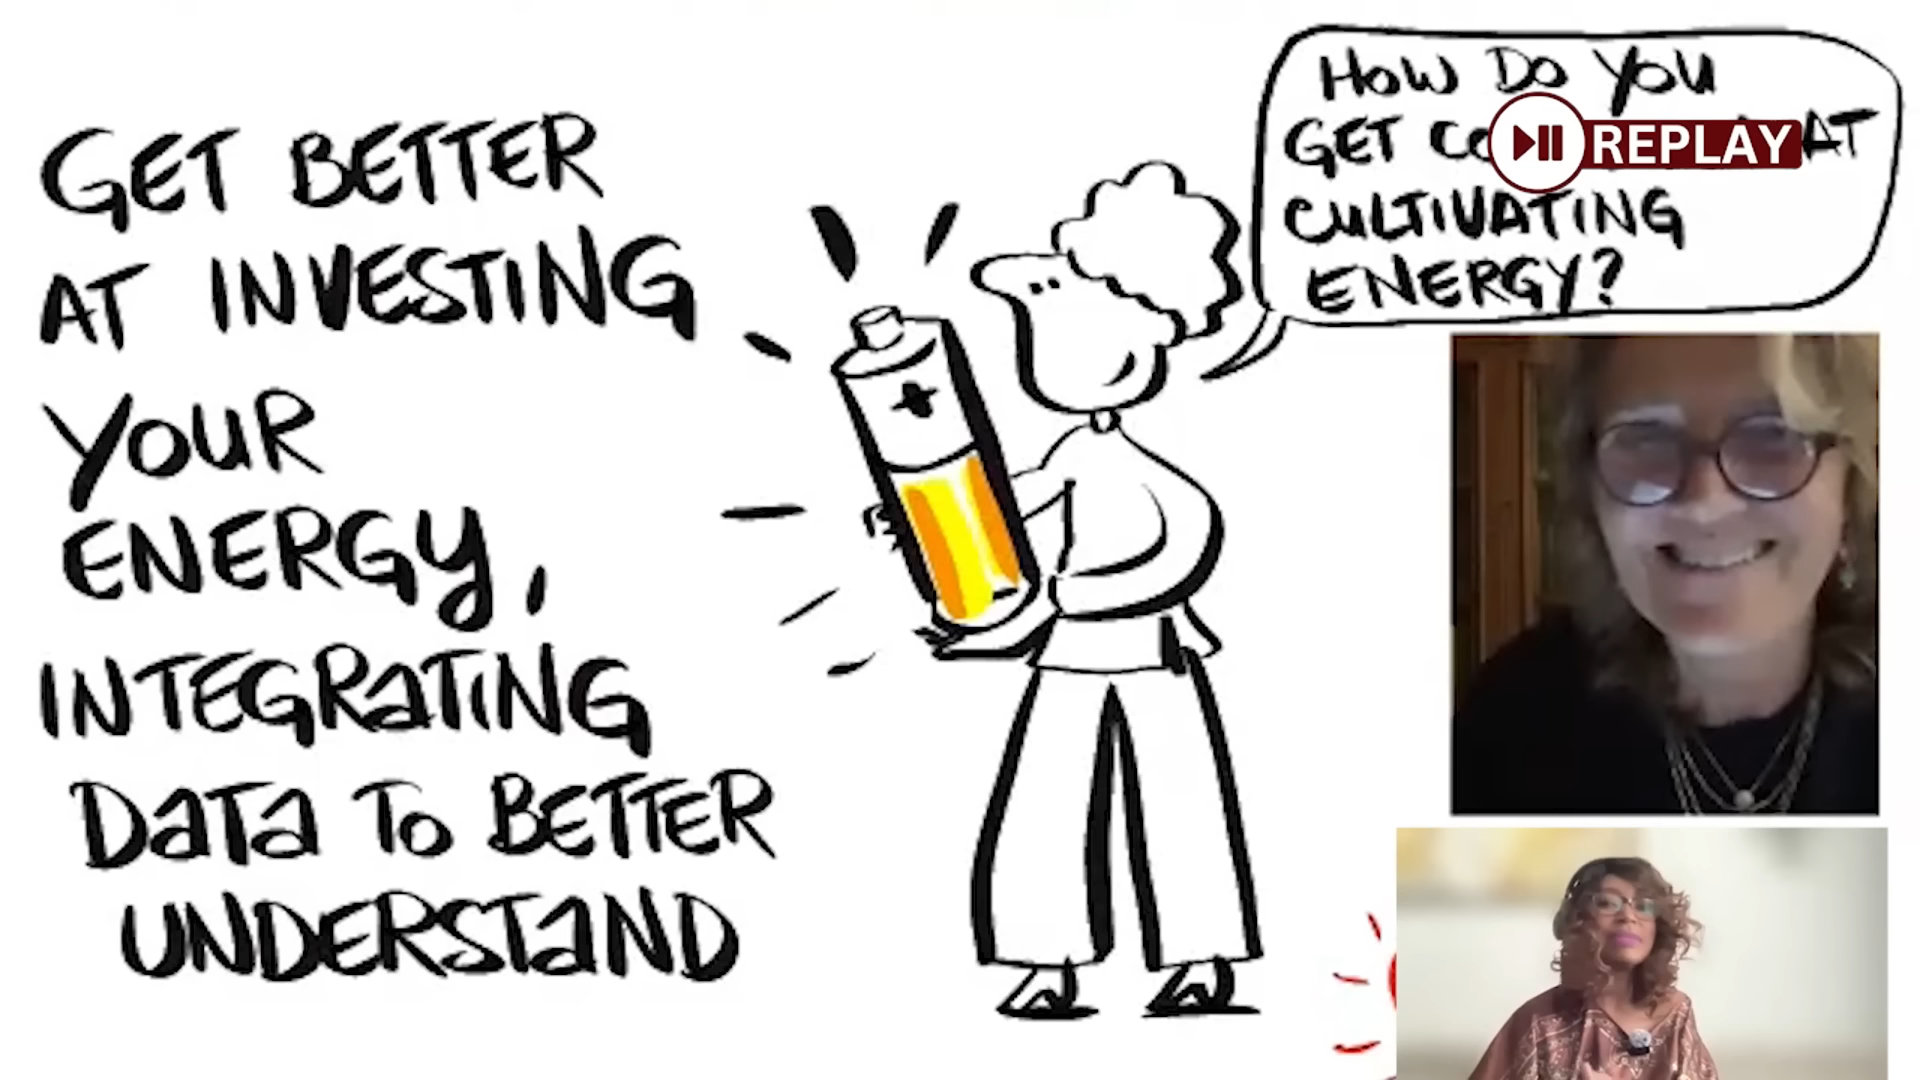 GET BETTER
AT INVESTING
YOUR
ENERGY,
INTEGRATING
DATA TO BETTER
UNDERSTAND
HOW DO YOU
GET AT
CULTIVATING
ENERGY?
REPLAY